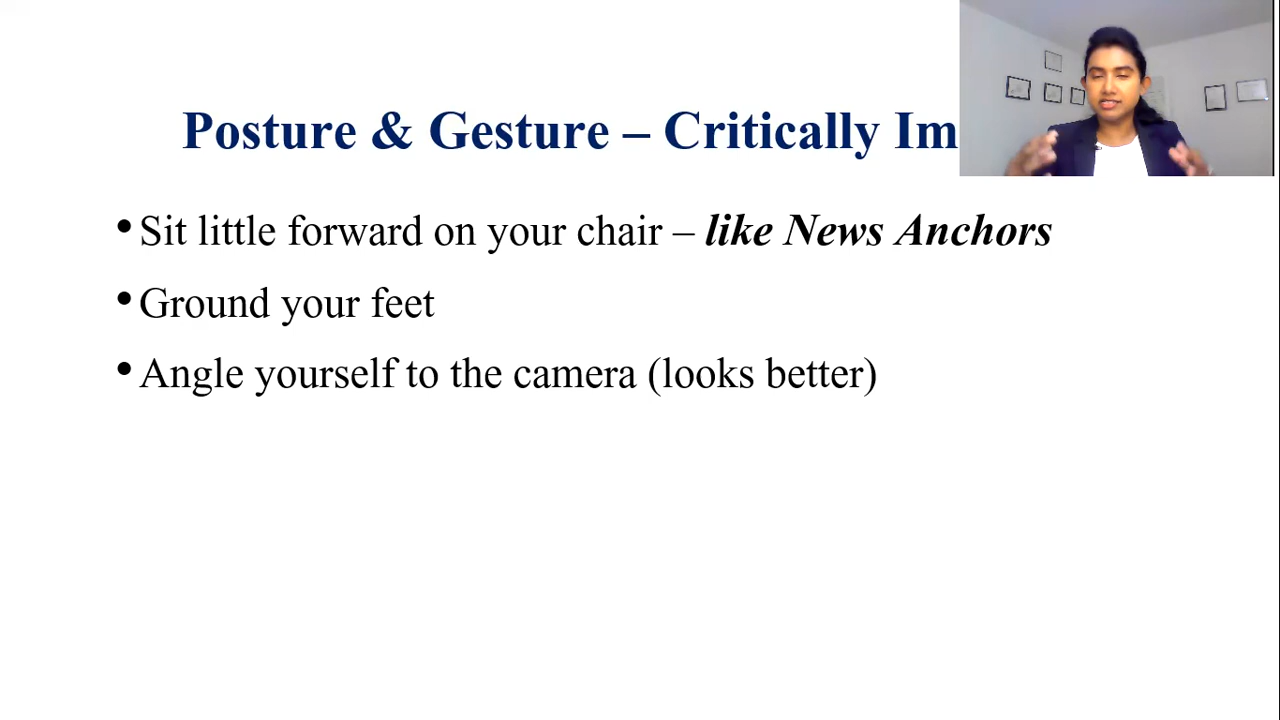 Posture & Gesture – Critically Im
• Sit little forward on your chair – like News Anchors
• Ground your feet
• Angle yourself to the camera (looks better)